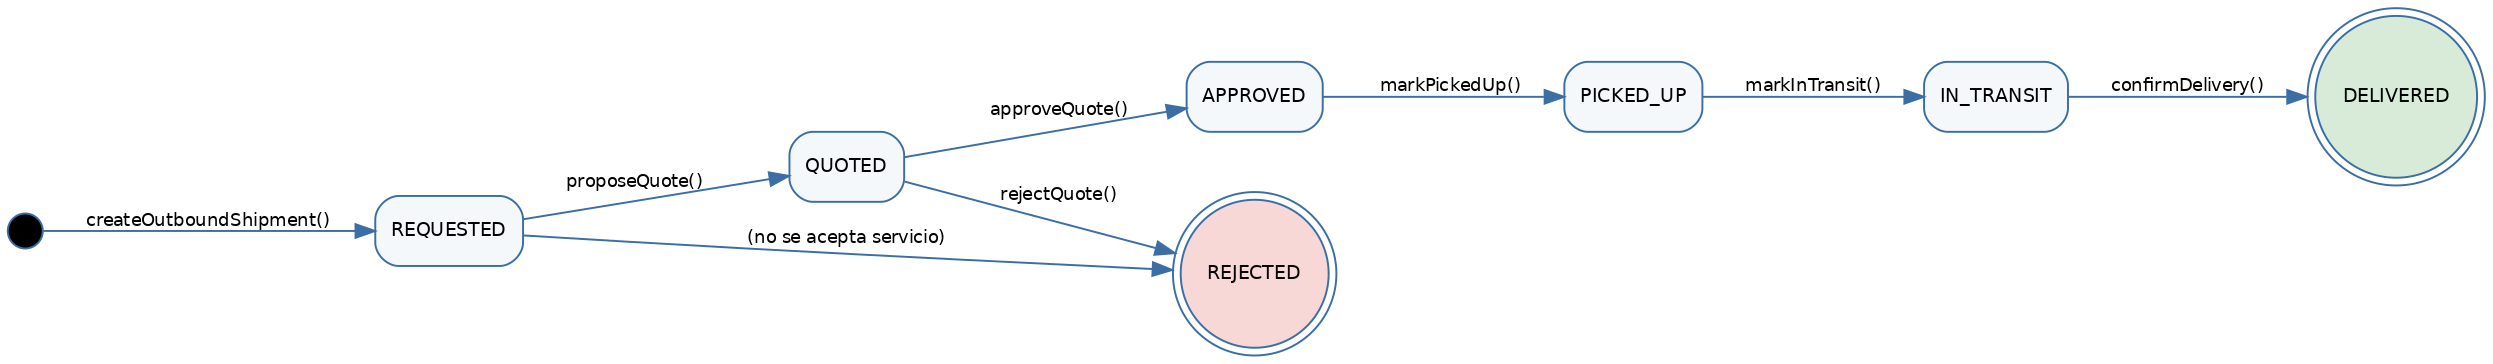 createOutboundShipment()
REQUESTED
proposeQuote()
(no se acepta servicio)
QUOTED
approveQuote()
rejectQuote()
APPROVED
REJECTED
markPickedUp()
PICKED_UP
markInTransit()
IN_TRANSIT
confirmDelivery()
DELIVERED